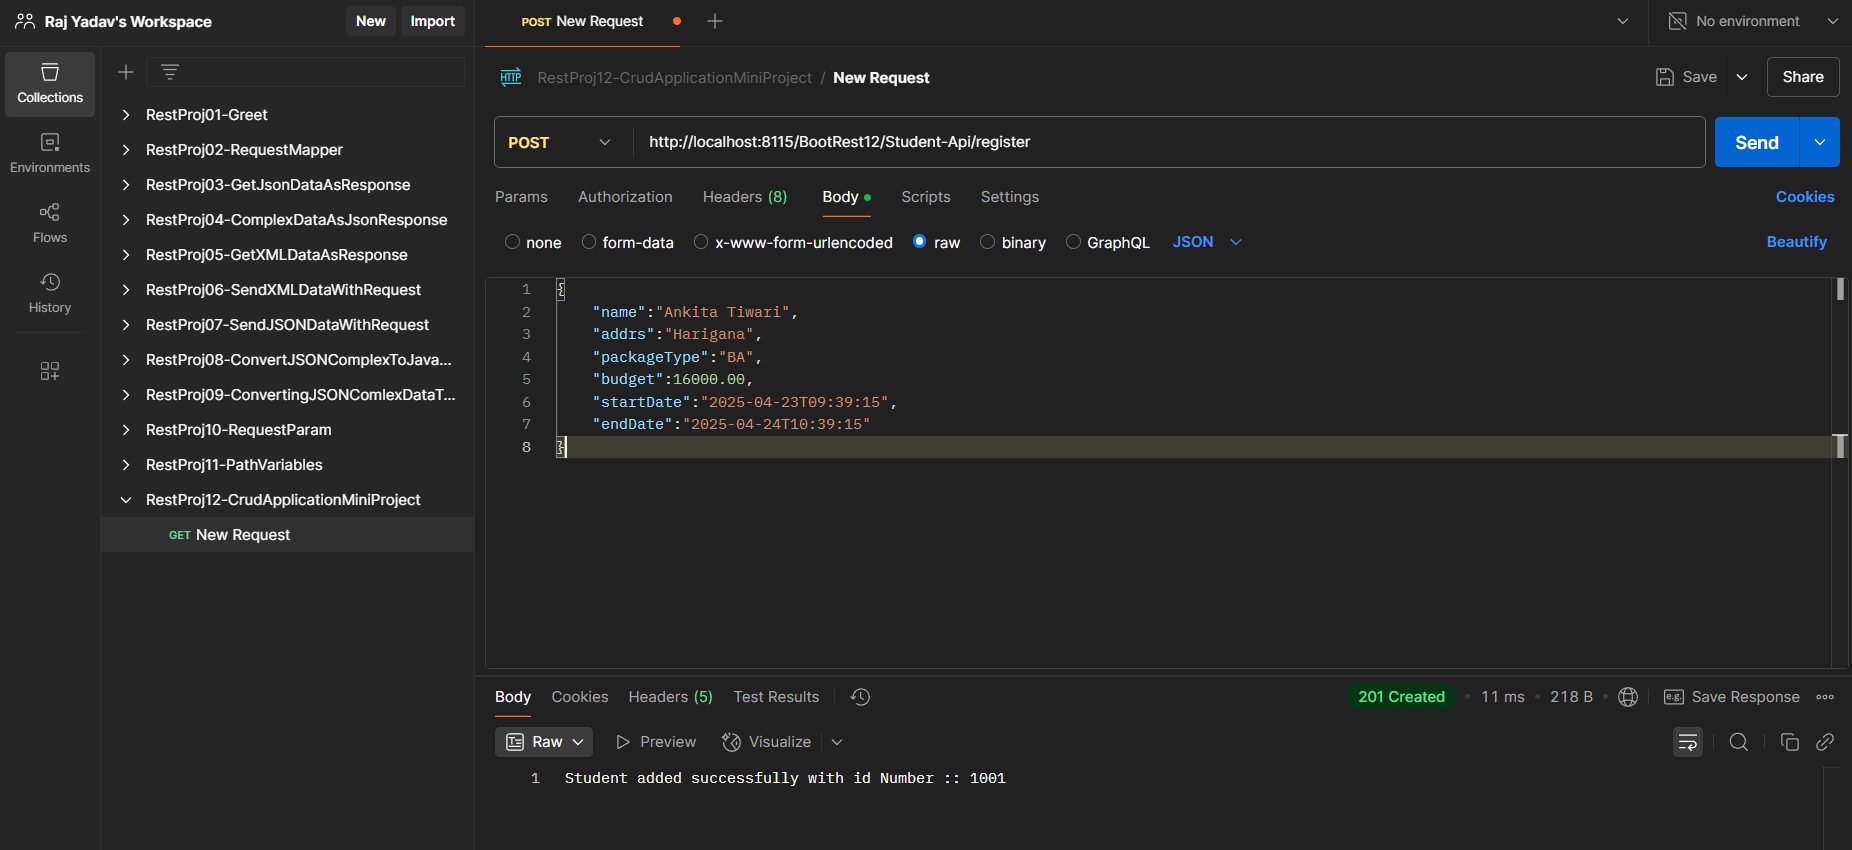 Raj Yadav's Workspace
New
Import
POST New Request
No environment
Collections
Environments
Flows
History
RestProj01-Greet
RestProj02-RequestMapper
RestProj03-GetJsonDataAsResponse
RestProj04-ComplexDataAsJsonResponse
RestProj05-GetXMLDataAsResponse
RestProj06-SendXMLDataWithRequest
RestProj07-SendJSONDataWithRequest
RestProj08-ConvertJSONComplexToJava...
RestProj09-ConvertingJSONComlexDataT...
RestProj10-RequestParam
RestProj11-PathVariables
RestProj12-CrudApplicationMiniProject
GET New Request
HTTP RestProj12-CrudApplicationMiniProject / New Request
Save
Share
POST
http://localhost:8115/BootRest12/Student-Api/register
Send
Params Authorization Headers (8) Body Scripts Settings
Cookies
none form-data x-www-form-urlencoded raw binary GraphQL JSON
Beautify
1 {
2 "name":"Ankita Tiwari",
3 "addrs":"Harigana",
4 "packageType":"BA",
5 "budget":16000.00,
6 "startDate":"2025-04-23T09:39:15",
7 "endDate":"2025-04-24T10:39:15"
8 }
Body Cookies Headers (5) Test Results
201 Created • 11 ms • 218 B • e.g. Save Response
Raw Preview Visualize
1 Student added successfully with id Number :: 1001